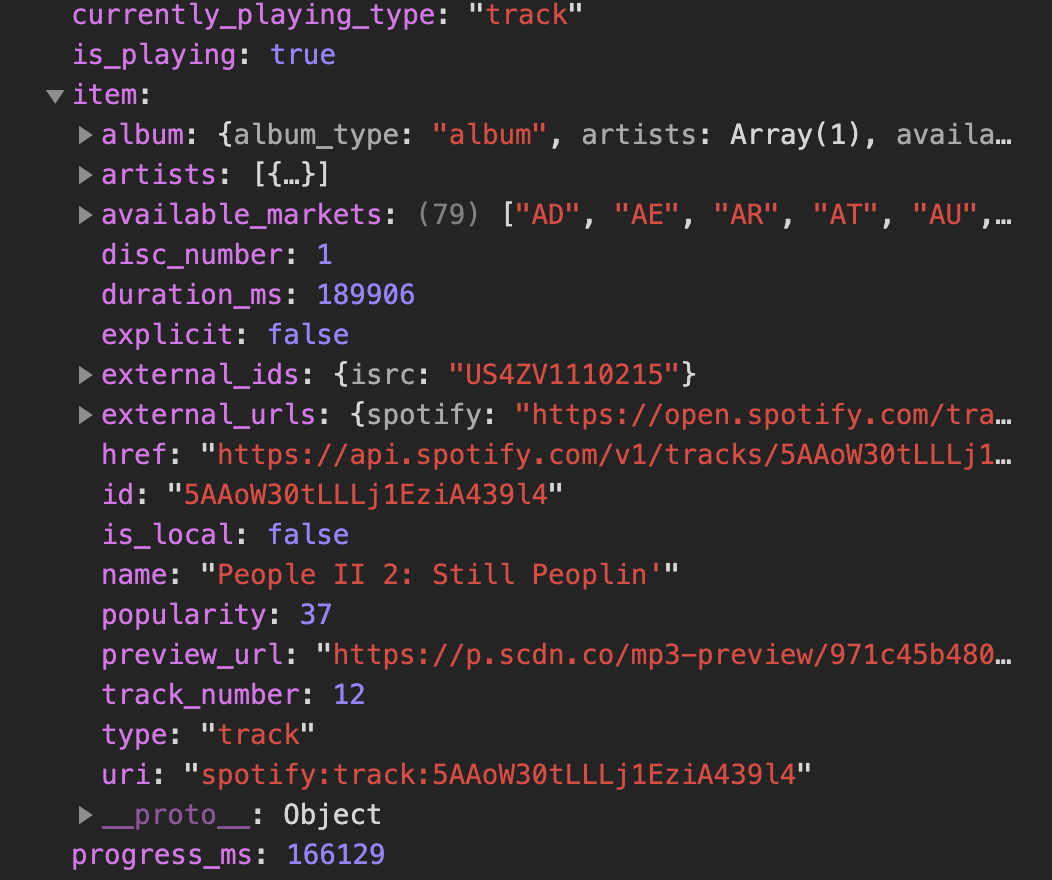 currently_playing_type: "track"
is_playing: true
item:
album: {album_type: "album", artists: Array(1), availa…
artists: [{…}]
available_markets: (79) ["AD", "AE", "AR", "AT", "AU",…
disc_number: 1
duration_ms: 189906
explicit: false
external_ids: {isrc: "US4ZV1110215"}
external_urls: {spotify: "https://open.spotify.com/tra…
href: "https://api.spotify.com/v1/tracks/5AAoW30tLLLj1…
id: "5AAoW30tLLLj1EziA439l4"
is_local: false
name: "People II 2: Still Peoplin'"
popularity: 37
preview_url: "https://p.scdn.co/mp3-preview/971c45b480…
track_number: 12
type: "track"
uri: "spotify:track:5AAoW30tLLLj1EziA439l4"
__proto__: Object
progress_ms: 166129